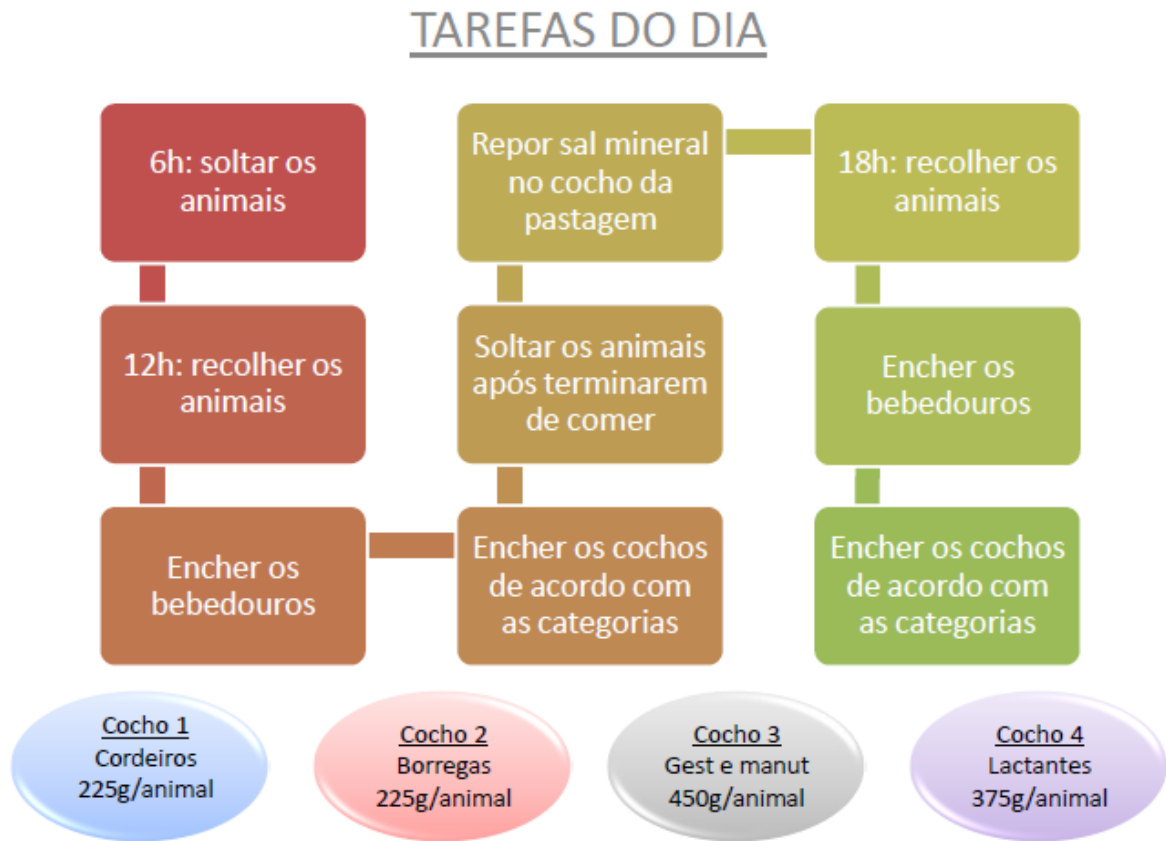 TAREFAS DO DIA
6h: soltar os
animais
12h: recolher os
animais
Encher os
bebedouros
Encher os cochos
de acordo com
as categorias
Soltar os animais
após terminarem
de comer
Repor sal mineral
no cocho da
pastagem
18h: recolher os
animais
Encher os
bebedouros
Encher os cochos
de acordo com
as categorias
Cocho 1
Cordeiros
225g/animal
Cocho 2
Borregas
225g/animal
Cocho 3
Gest e manut
450g/animal
Cocho 4
Lactantes
375g/animal